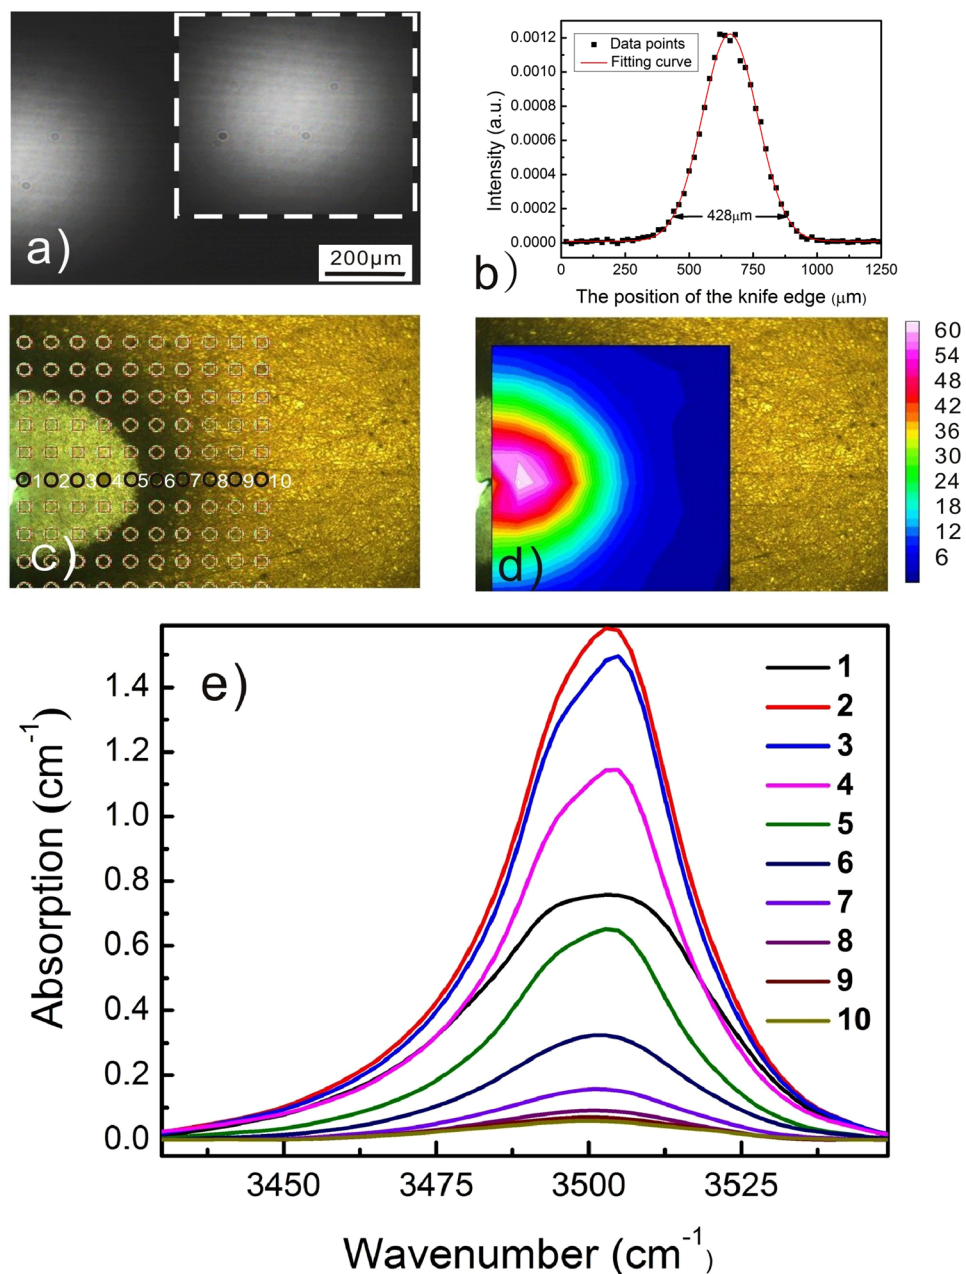 a)
200μm
0.0012
0.0010
0.0008
0.0006
0.0004
0.0002
0.0000
Intensity (a.u.)
Data points
Fitting curve
428μm
0 250 500 750 1000 1250
The position of the knife edge (μm)
b)
1 2 3 4 5 6 7 8 9 10
c)
d)
60
54
48
42
36
30
24
18
12
6
e)
1.4
1.2
1.0
0.8
0.6
0.4
0.2
0.0
Absorption (cm⁻¹)
1
2
3
4
5
6
7
8
9
10
3450 3475 3500 3525
Wavenumber (cm⁻¹)